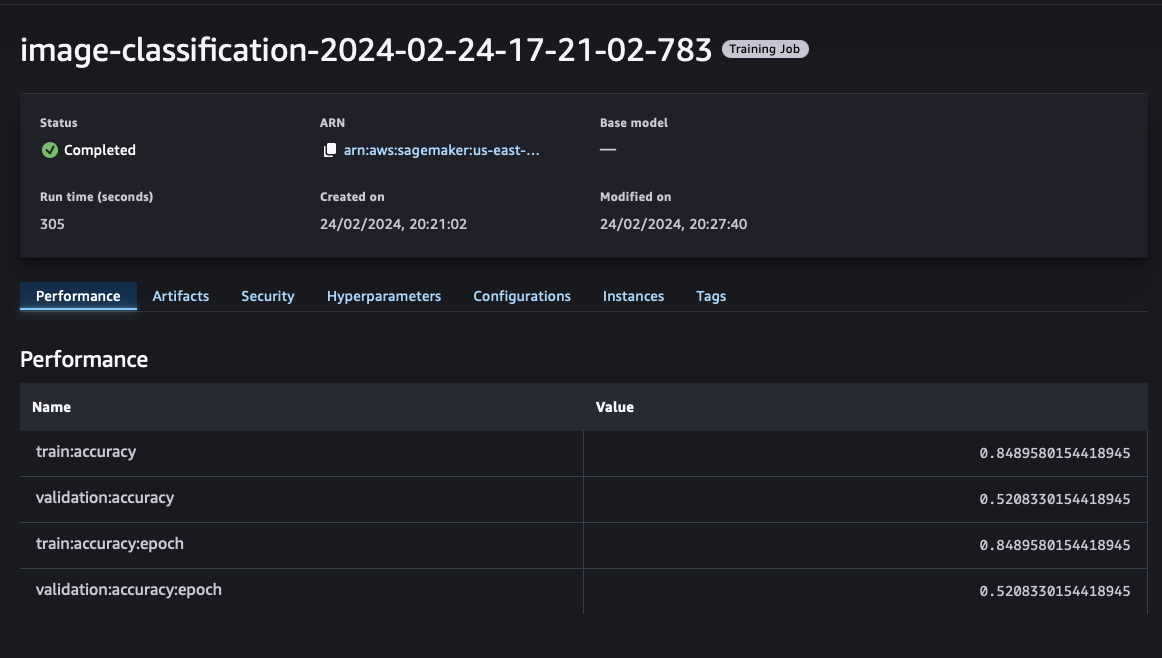 image-classification-2024-02-24-17-21-02-783 Training Job
Status ARN Base model
Completed arn:aws:sagemaker:us-east-... —
Run time (seconds) Created on Modified on
305 24/02/2024, 20:21:02 24/02/2024, 20:27:40
Performance Artifacts Security Hyperparameters Configurations Instances Tags
Performance
Name Value
train:accuracy 0.8489580154418945
validation:accuracy 0.5208330154418945
train:accuracy:epoch 0.8489580154418945
validation:accuracy:epoch 0.5208330154418945